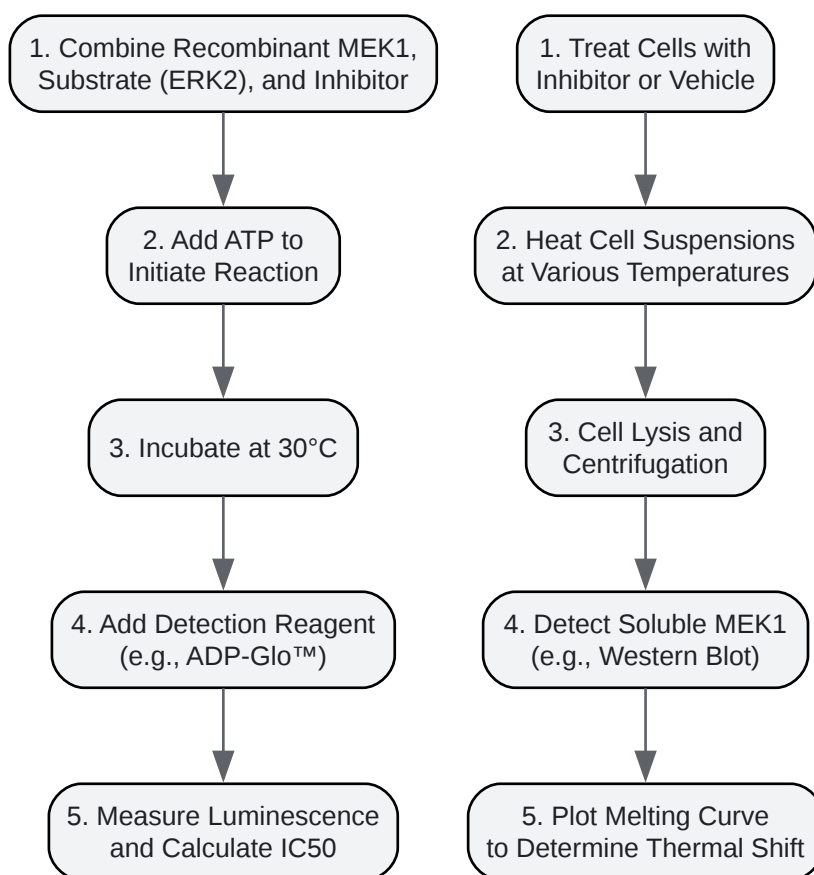 1. Combine Recombinant MEK1,
Substrate (ERK2), and Inhibitor
2. Add ATP to
Initiate Reaction
3. Incubate at 30°C
4. Add Detection Reagent
(e.g., ADP-Glo™)
5. Measure Luminescence
and Calculate IC50
1. Treat Cells with
Inhibitor or Vehicle
2. Heat Cell Suspensions
at Various Temperatures
3. Cell Lysis and
Centrifugation
4. Detect Soluble MEK1
(e.g., Western Blot)
5. Plot Melting Curve
to Determine Thermal Shift